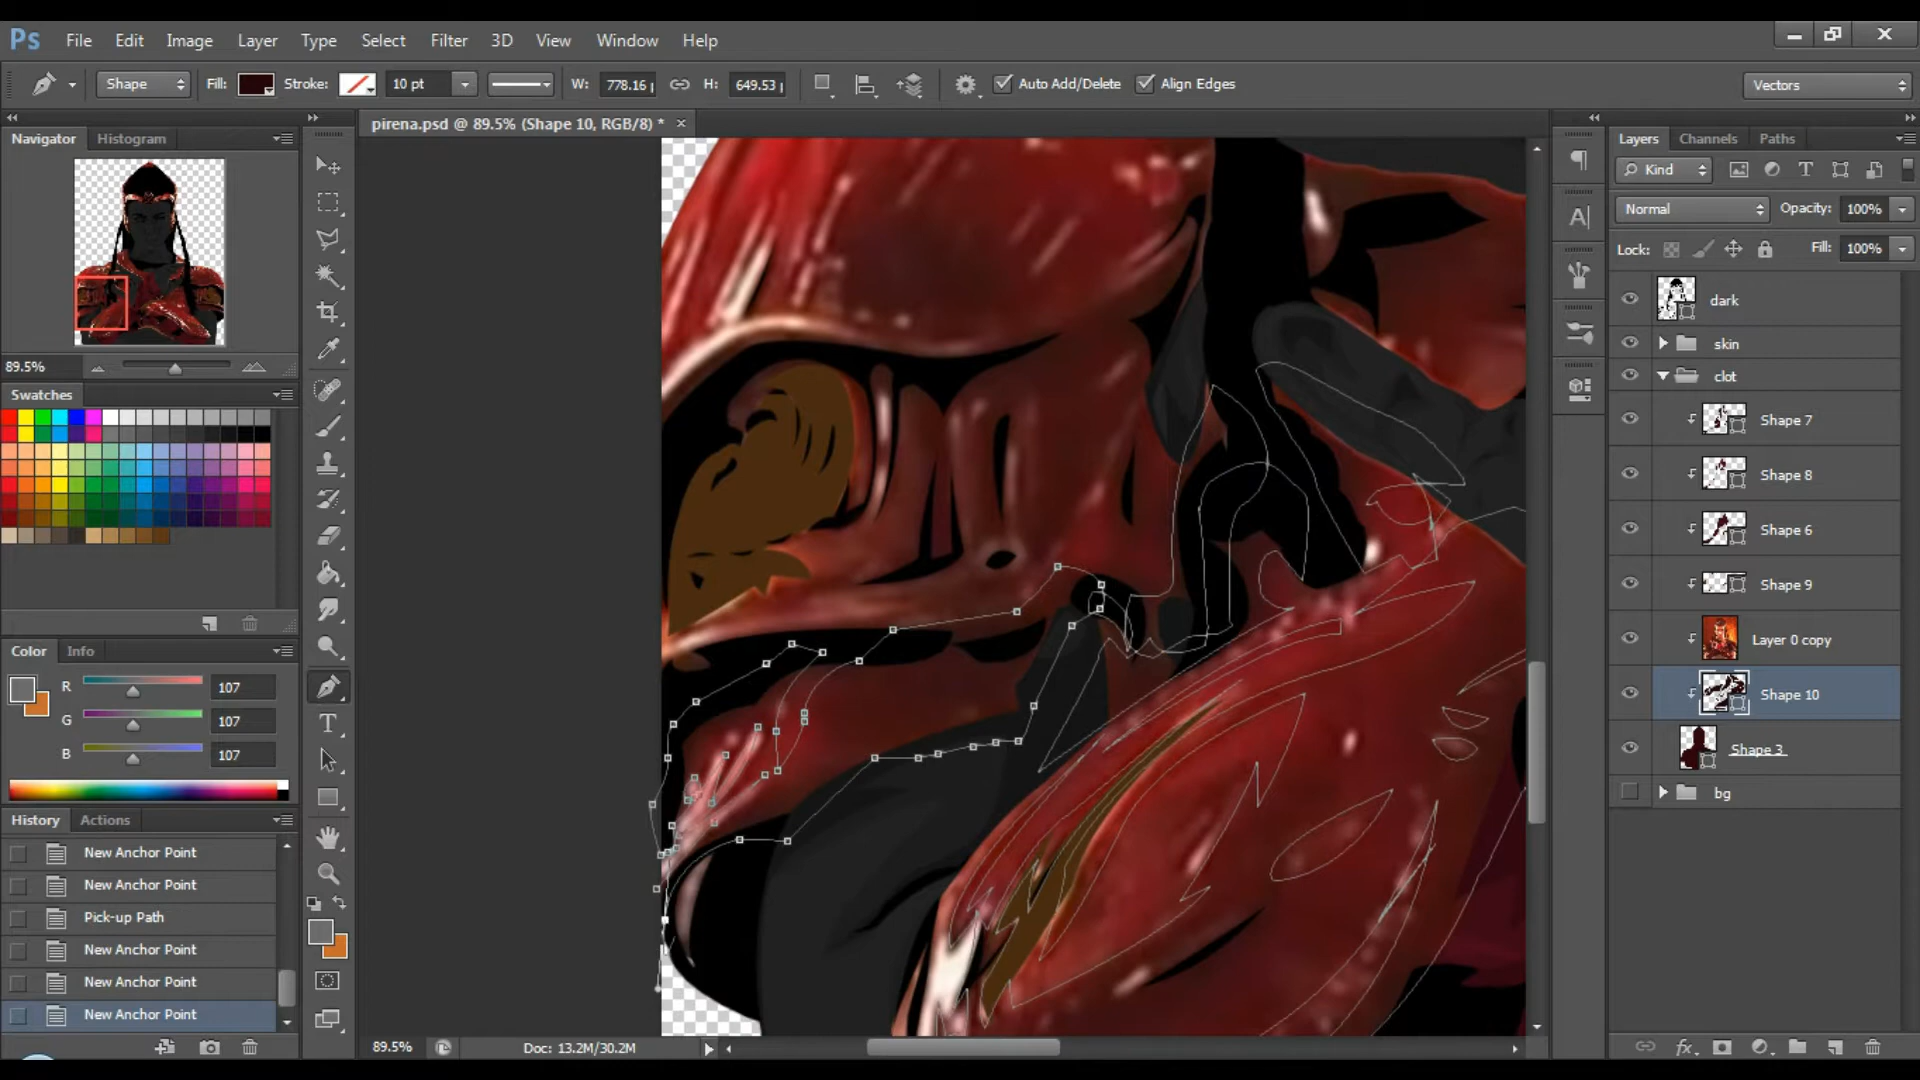 Ps File Edit Image Layer Type Select Filter 3D View Window Help
Shape Fill: Stroke: 10 pt W: 778.16 H: 649.53 Auto Add/Delete Align Edges Vectors
Navigator Histogram
pirena.psd @ 89.5% (Shape 10, RGB/8) *
Layers Channels Paths
Kind T
Normal Opacity: 100%
Lock: Fill: 100%
dark
skin
clot
Shape 7
Shape 8
Shape 6
Shape 9
Layer 0 copy
Shape 10
Shape 3
bg
fx
A
89.5%
Swatches
Color Info
R 107
G 107
B 107
History Actions
New Anchor Point
New Anchor Point
Pick-up Path
New Anchor Point
New Anchor Point
New Anchor Point
T
89.5% Doc: 13.2M/30.2M